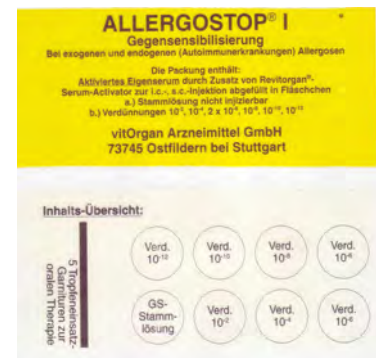 ALLERGOSTOP® I
Gegensensibilisierung
Bei exogenen und endogenen (Autoimmunerkrankungen) Allergosen
Die Packung enthält:
Aktiviertes Eigenserum durch Zusatz von Revitorgan®-
Serum-Activator zur i.c.-, s.c.-Injektion abgefüllt in Fläschchen
a.) Stammlösung nicht injizierbar
b.) Verdünnungen 10⁻², 10⁻⁴, 2 x 10⁻⁶, 10⁻⁸, 10⁻¹⁰, 10⁻¹²
vitOrgan Arzneimittel GmbH
73745 Ostfildern bei Stuttgart
Inhalts-Übersicht:
5 Tropfeneinsatz-
Garnituren zur
oralen Therapie
Verd.
10⁻¹²
Verd.
10⁻¹⁰
Verd.
10⁻⁸
Verd.
10⁻⁶
GS-
Stamm-
lösung
Verd.
10⁻²
Verd.
10⁻⁴
Verd.
10⁻⁶